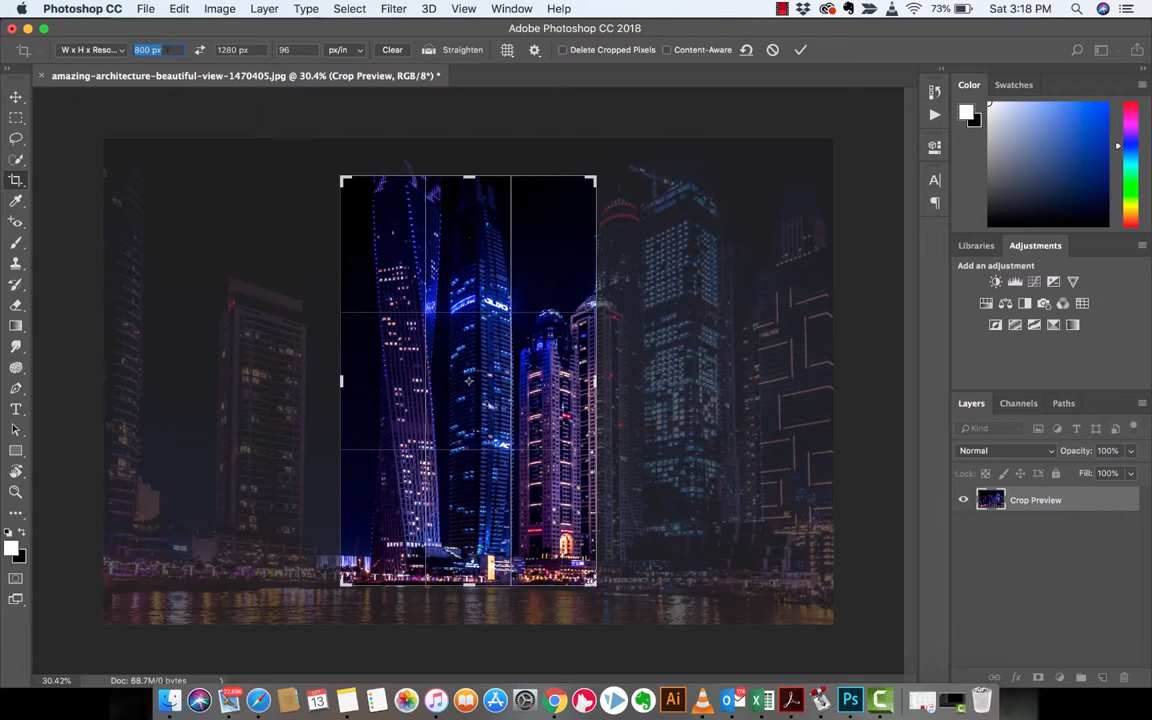 Photoshop CC File Edit Image Layer Type Select Filter 3D View Window Help 73% Sat 3:18 PM
Adobe Photoshop CC 2018
W x H x Reso... 800 px 1280 px 96 px/in Clear Straighten Delete Cropped Pixels Content-Aware
amazing-architecture-beautiful-view-1470405.jpg @ 30.4% (Crop Preview, RGB/8*) *
Color Swatches
Libraries Adjustments
Add an adjustment
Layers Channels Paths
Kind
Normal Opacity: 100%
Lock: Fill: 100%
Crop Preview
30.42% Doc: 68.7M/0 bytes